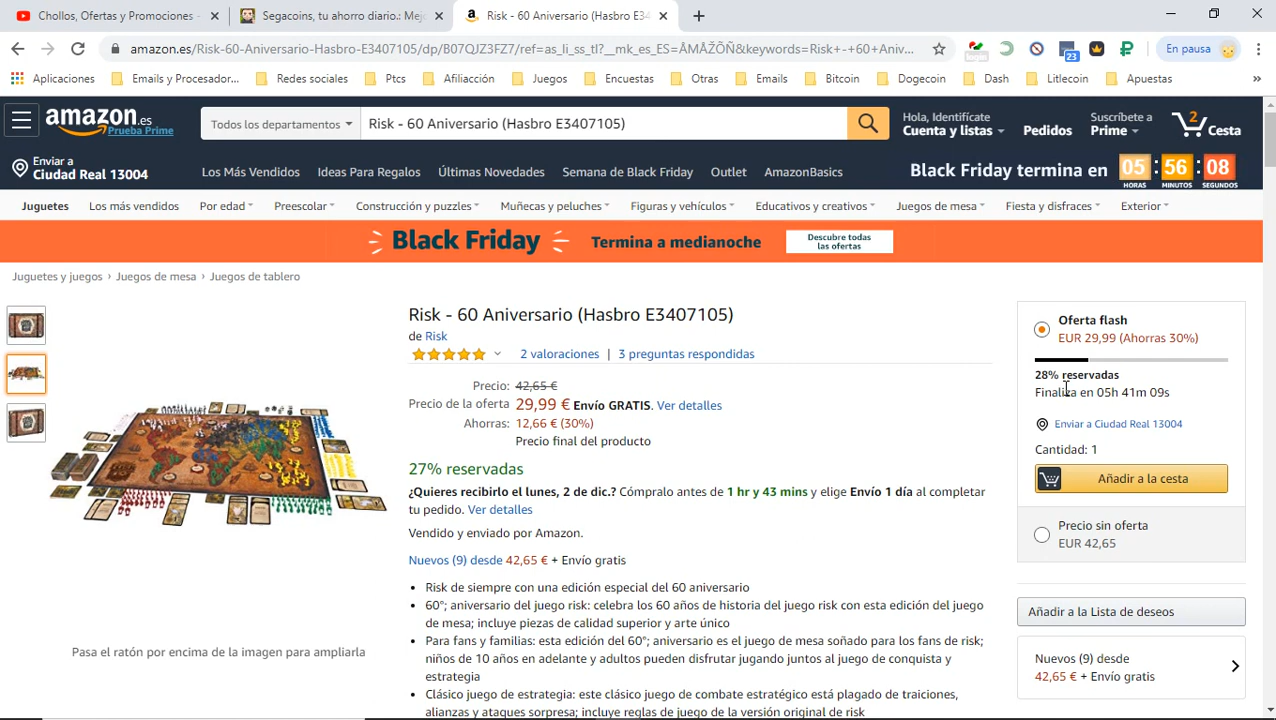 Chollos, Ofertas y Promociones -
Segacoins, tu ahorro diario.: Mejo
Risk - 60 Aniversario (Hasbro E34
amazon.es/Risk-60-Aniversario-Hasbro-E3407105/dp/B07QJZ3FZ7/ref=as_li_ss_tl?__mk_es_ES=ÅMÅŽÕÑ&keywords=Risk+-+60+Aniv...
23
En pausa
Aplicaciones
Emails y Procesador...
Redes sociales
Ptcs
Afiliacción
Juegos
Encuestas
Otras
Emails
Bitcoin
Dogecoin
Dash
Litlecoin
Apuestas
»
amazon.es
Prueba Prime
Todos los departamentos
Risk - 60 Aniversario (Hasbro E3407105)
Hola, Identifícate
Cuenta y listas
Pedidos
Suscríbete a
Prime
2
Cesta
Enviar a
Ciudad Real 13004
Los Más Vendidos
Ideas Para Regalos
Últimas Novedades
Semana de Black Friday
Outlet
AmazonBasics
Black Friday termina en 05 : 56 : 08
HORAS MINUTOS SEGUNDOS
Juguetes
Los más vendidos
Por edad
Preescolar
Construcción y puzzles
Muñecas y peluches
Figuras y vehículos
Educativos y creativos
Juegos de mesa
Fiesta y disfraces
Exterior
Black Friday
Termina a medianoche
Descubre todas
las ofertas
Juguetes y juegos › Juegos de mesa › Juegos de tablero
Risk - 60 Aniversario (Hasbro E3407105)
de Risk
2 valoraciones | 3 preguntas respondidas
Precio: 42,65 €
Precio de la oferta 29,99 € Envío GRATIS. Ver detalles
Ahorras: 12,66 € (30%)
Precio final del producto
27% reservadas
¿Quieres recibirlo el lunes, 2 de dic.? Cómpralo antes de 1 hr y 43 mins y elige Envío 1 día al completar
tu pedido. Ver detalles
Vendido y enviado por Amazon.
Nuevos (9) desde 42,65 € + Envío gratis
• Risk de siempre con una edición especial del 60 aniversario
• 60°; aniversario del juego risk: celebra los 60 años de historia del juego risk con esta edición del juego
de mesa; incluye piezas de calidad superior y arte único
• Para fans y familias: esta edición del 60°; aniversario es el juego de mesa soñado para los fans de risk;
niños de 10 años en adelante y adultos pueden disfrutar jugando juntos al juego de conquista y
estrategia
• Clásico juego de estrategia: este clásico juego de combate estratégico está plagado de traiciones,
alianzas y ataques sorpresa; incluye reglas de juego de la versión original de risk
Pasa el ratón por encima de la imagen para ampliarla
Oferta flash
EUR 29,99 (Ahorras 30%)
28% reservadas
Finaliza en 05h 41m 09s
Enviar a Ciudad Real 13004
Cantidad: 1
Añadir a la cesta
Precio sin oferta
EUR 42,65
Añadir a la Lista de deseos
Nuevos (9) desde
42,65 € + Envío gratis